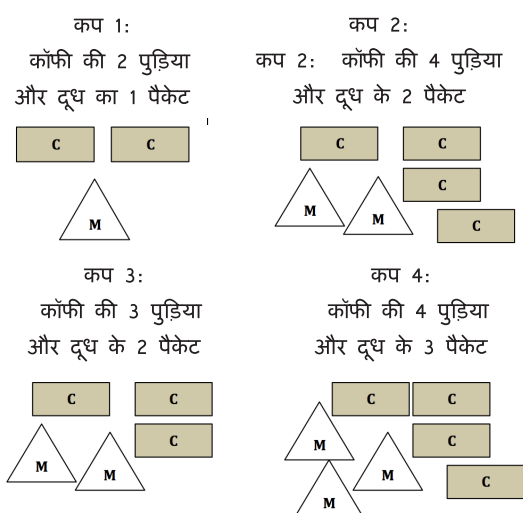 कप 1:
कॉफी की 2 पुड़िया
और दूध का 1 पैकेट
C C
M
कप 2:
कप 2: कॉफी की 4 पुड़िया
और दूध के 2 पैकेट
C C
C
M M
C
कप 3:
कॉफी की 3 पुड़िया
और दूध के 2 पैकेट
C C
C
M M
कप 4:
कॉफी की 4 पुड़िया
और दूध के 3 पैकेट
C C
M C
M
C
M